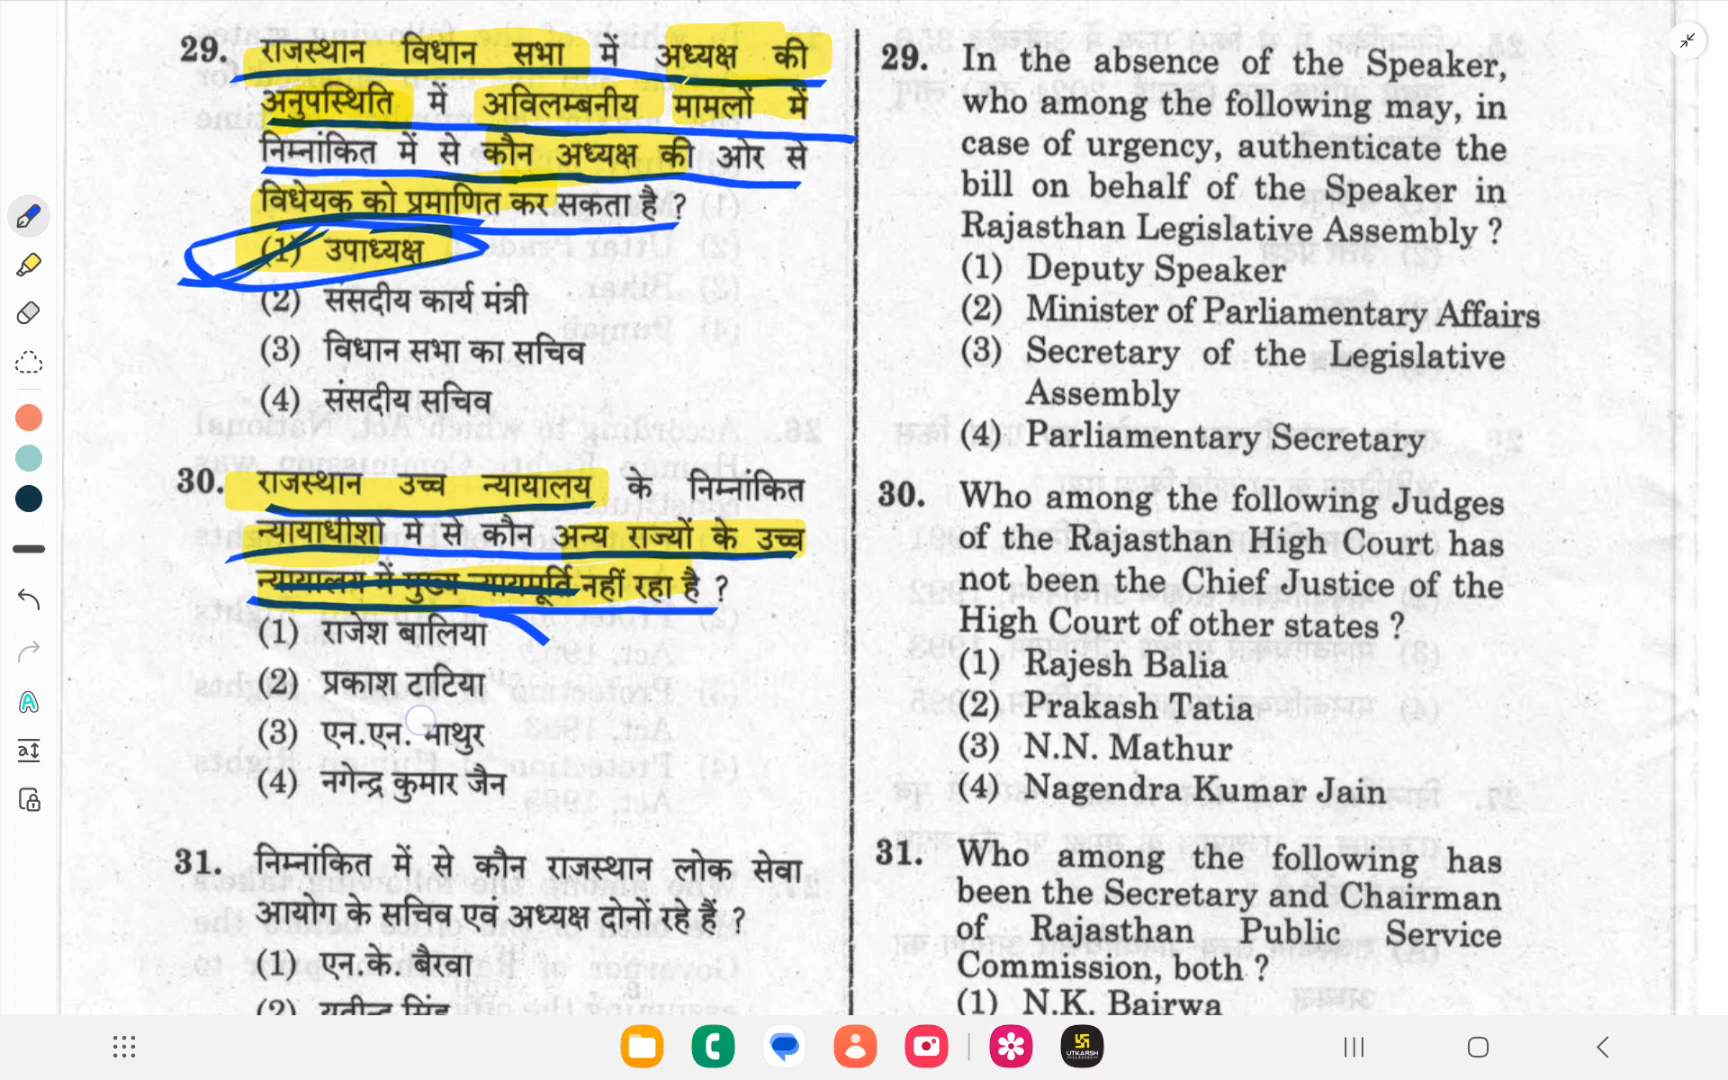 29. राजस्थान विधान सभा में अध्यक्ष की
अनुपस्थिति में अविलम्बनीय मामलों में
निम्नांकित में से कौन अध्यक्ष की ओर से
विधेयक को प्रमाणित कर सकता है ?
(1) उपाध्यक्ष
(2) संसदीय कार्य मंत्री
(3) विधान सभा का सचिव
(4) संसदीय सचिव
30. राजस्थान उच्च न्यायालय के निम्नांकित
न्यायाधीशों में से कौन अन्य राज्यों के उच्च
न्यायालय में मुख्य न्यायमूर्ति नहीं रहा है ?
(1) राजेश बालिया
(2) प्रकाश टाटिया
(3) एन.एन. माथुर
(4) नगेन्द्र कुमार जैन
31. निम्नांकित में से कौन राजस्थान लोक सेवा
आयोग के सचिव एवं अध्यक्ष दोनों रहे हैं ?
(1) एन.के. बैरवा
(2) यतीन्द्र सिंह
29. In the absence of the Speaker,
who among the following may, in
case of urgency, authenticate the
bill on behalf of the Speaker in
Rajasthan Legislative Assembly ?
(1) Deputy Speaker
(2) Minister of Parliamentary Affairs
(3) Secretary of the Legislative
Assembly
(4) Parliamentary Secretary
30. Who among the following Judges
of the Rajasthan High Court has
not been the Chief Justice of the
High Court of other states ?
(1) Rajesh Balia
(2) Prakash Tatia
(3) N.N. Mathur
(4) Nagendra Kumar Jain
31. Who among the following has
been the Secretary and Chairman
of Rajasthan Public Service
Commission, both ?
(1) N.K. Bairwa
UTKARSH